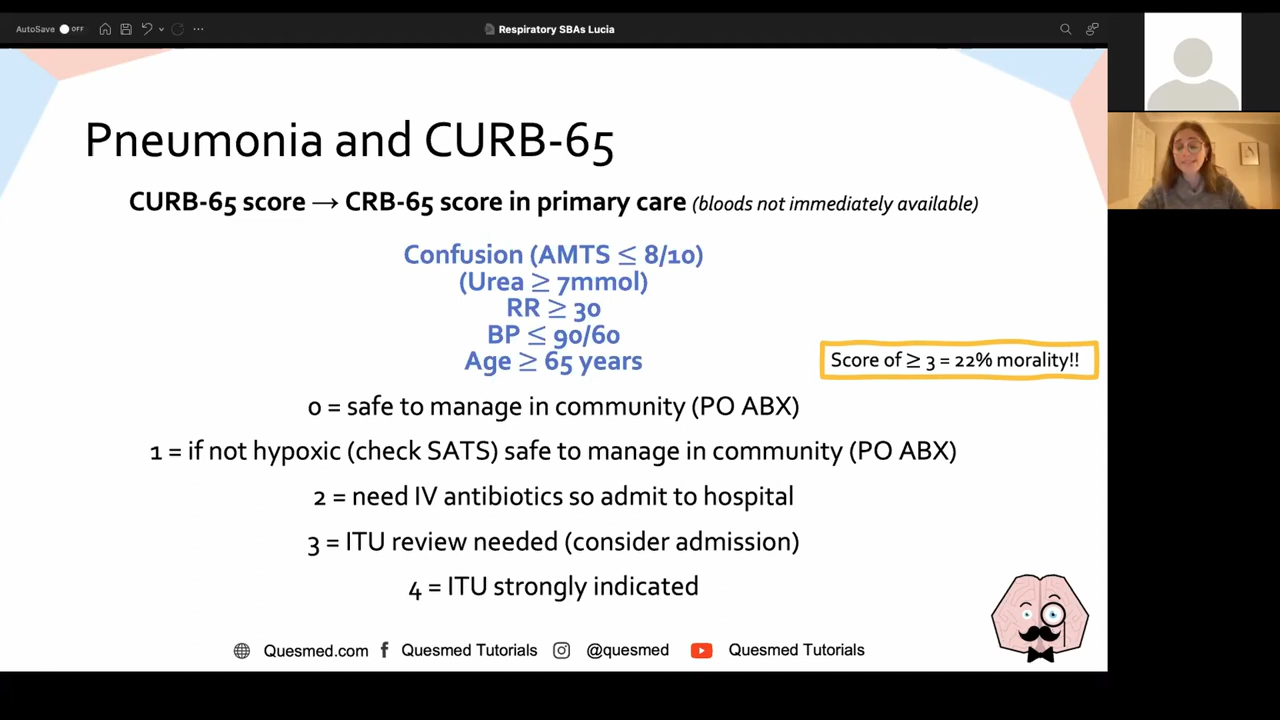 AutoSave OFF
Respiratory SBAs Lucia
Pneumonia and CURB-65
CURB-65 score → CRB-65 score in primary care (bloods not immediately available)
Confusion (AMTS ≤ 8/10)
(Urea ≥ 7mmol)
RR ≥ 30
BP ≤ 90/60
Age ≥ 65 years
Score of ≥ 3 = 22% morality!!
0 = safe to manage in community (PO ABX)
1 = if not hypoxic (check SATS) safe to manage in community (PO ABX)
2 = need IV antibiotics so admit to hospital
3 = ITU review needed (consider admission)
4 = ITU strongly indicated
Quesmed.com Quesmed Tutorials @quesmed Quesmed Tutorials